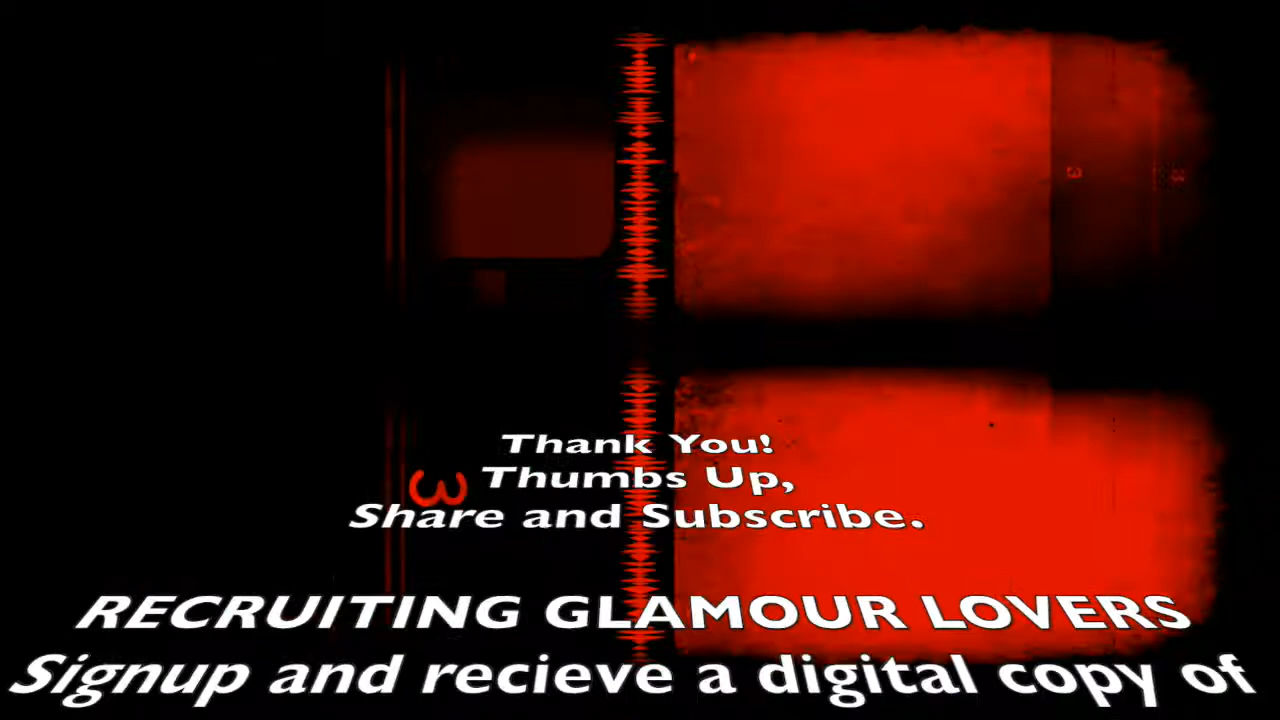 Thank You!
Thumbs Up,
Share and Subscribe.
RECRUITING GLAMOUR LOVERS
Signup and recieve a digital copy of